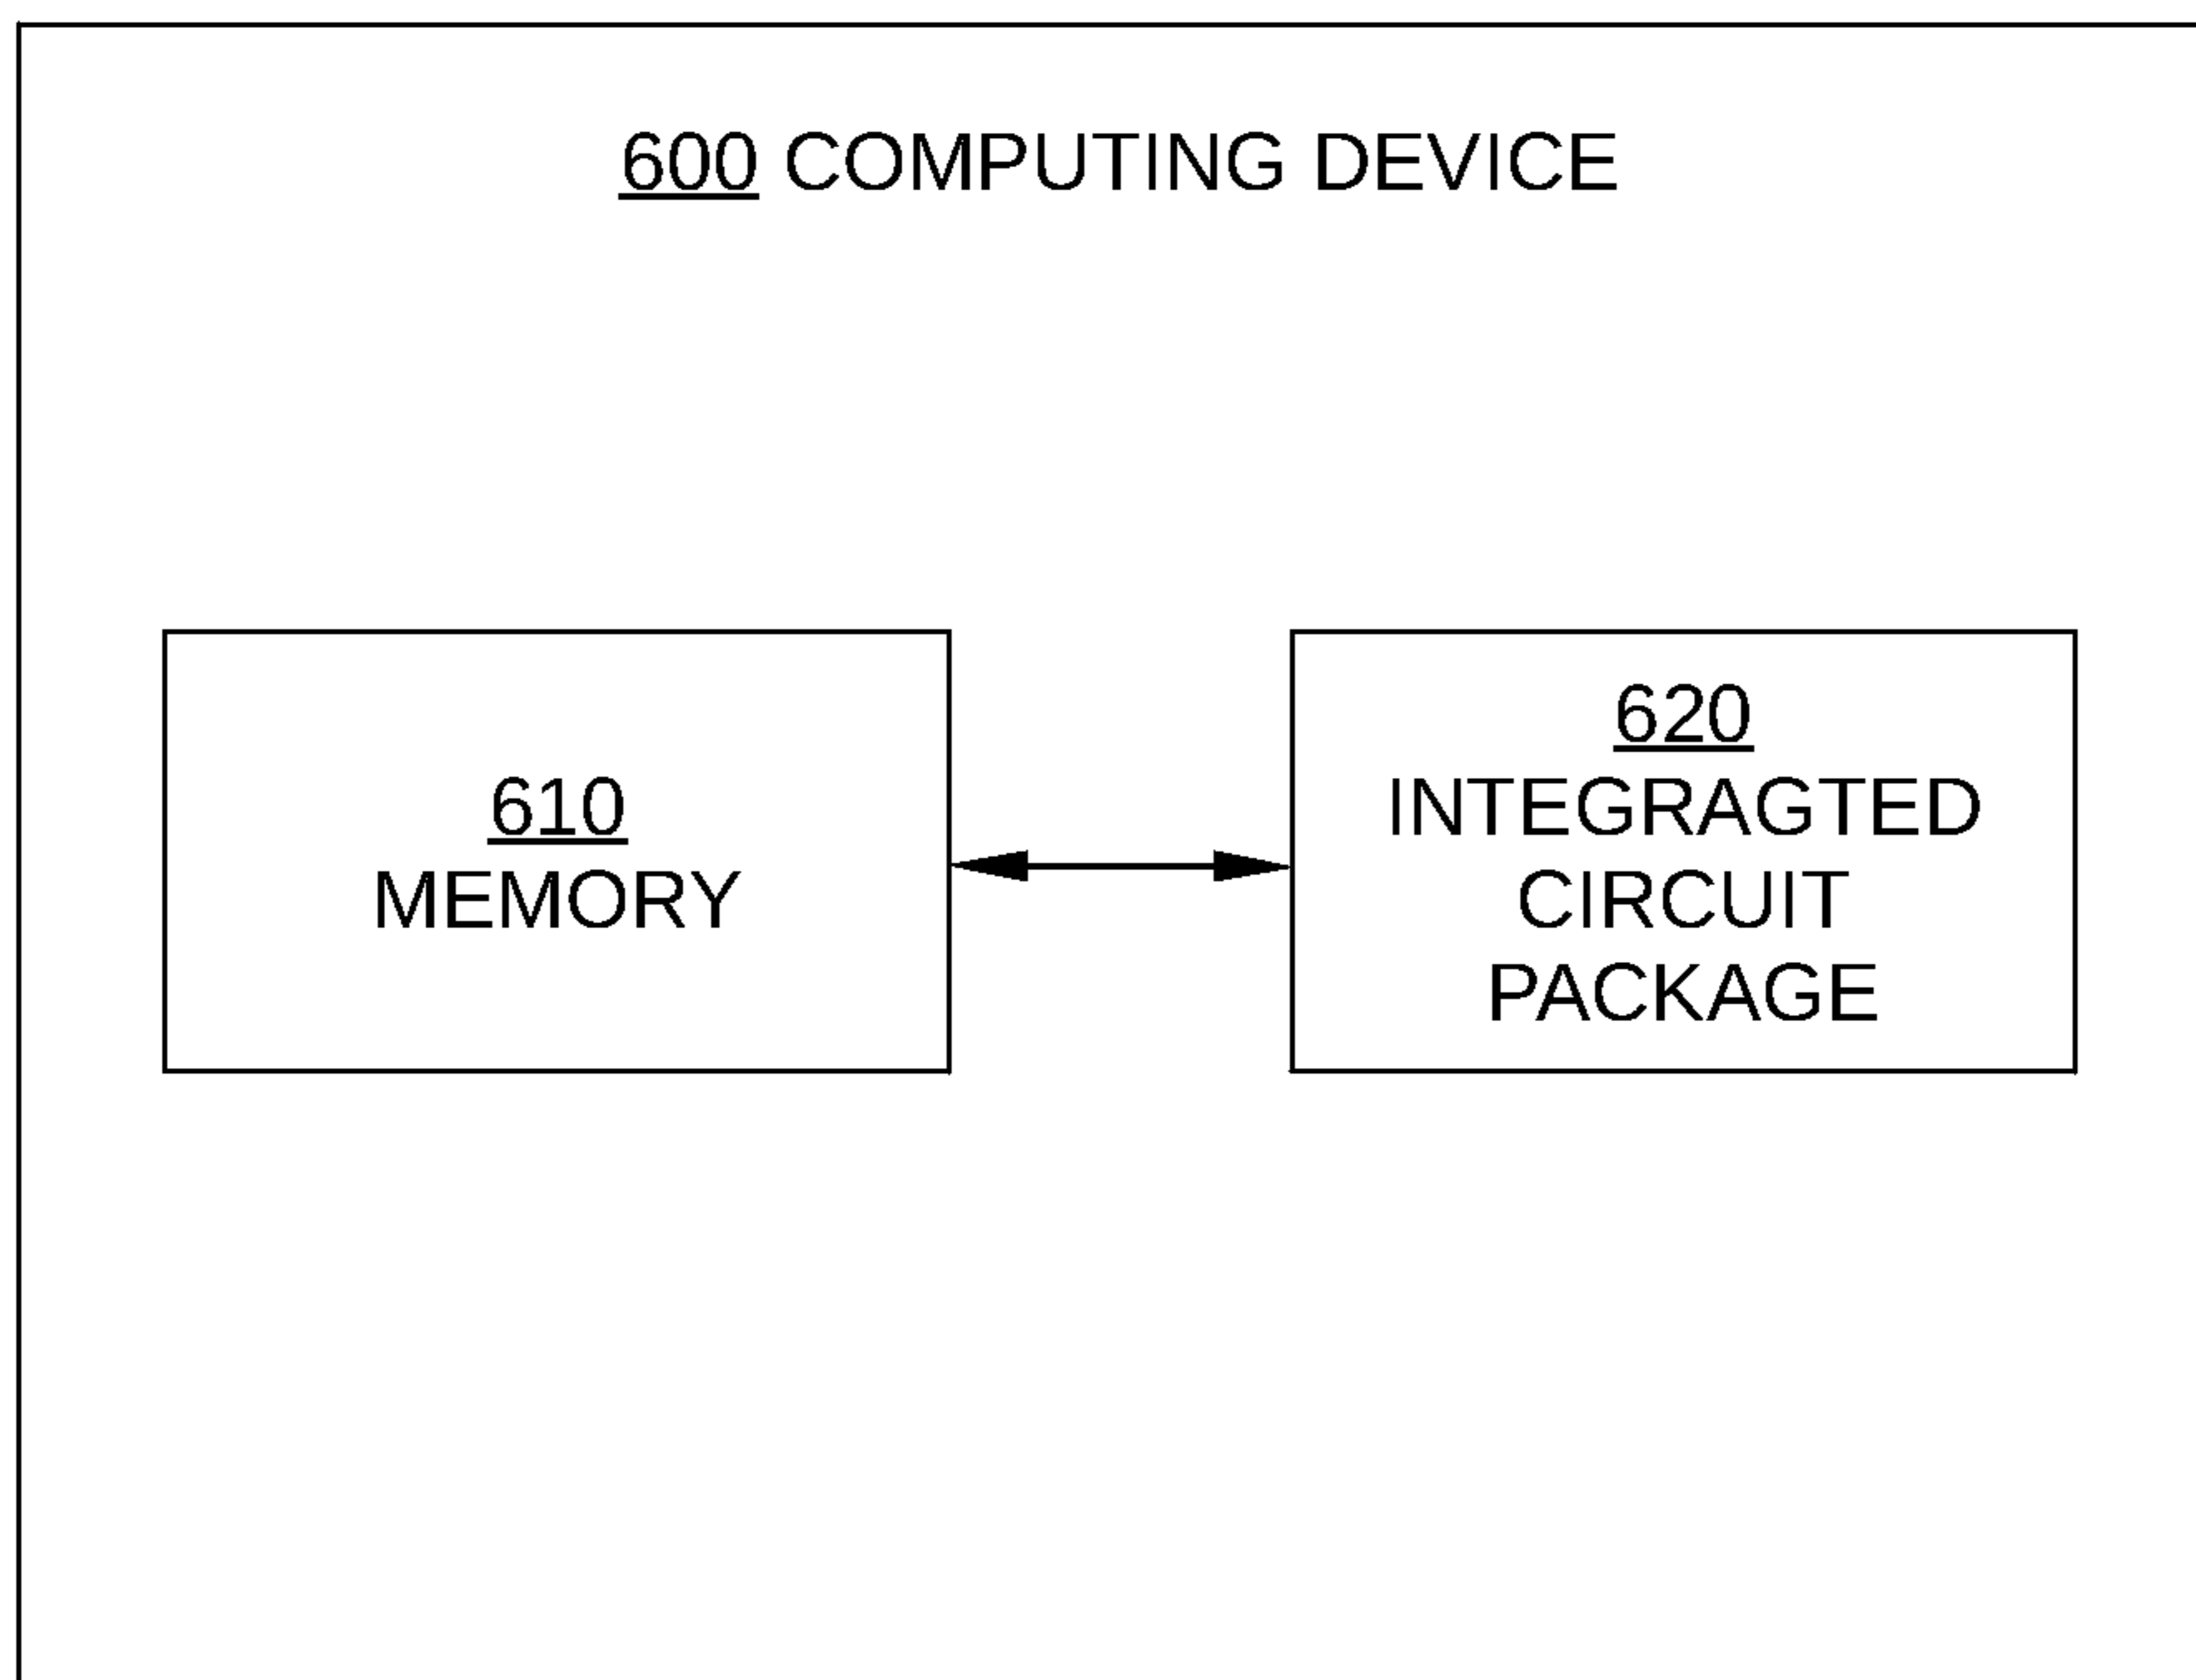 600 COMPUTING DEVICE
610
MEMORY
620
INTEGRAGTED
CIRCUIT
PACKAGE